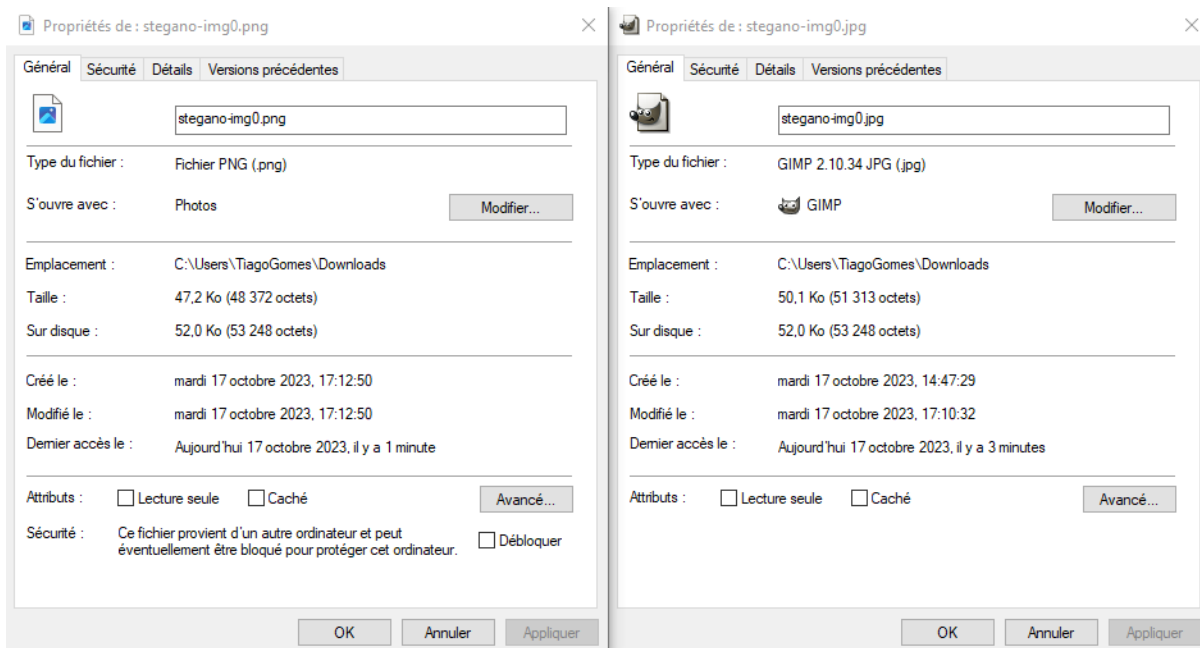 Propriétés de : stegano-img0.png
Général Sécurité Détails Versions précédentes
stegano-img0.png
Type du fichier : Fichier PNG (.png)
S'ouvre avec : Photos Modifier...
Emplacement : C:\Users\TiagoGomes\Downloads
Taille : 47,2 Ko (48 372 octets)
Sur disque : 52,0 Ko (53 248 octets)
Créé le : mardi 17 octobre 2023, 17:12:50
Modifié le : mardi 17 octobre 2023, 17:12:50
Dernier accès le : Aujourd'hui 17 octobre 2023, il y a 1 minute
Attributs : Lecture seule Caché Avancé...
Sécurité : Ce fichier provient d'un autre ordinateur et peut
éventuellement être bloqué pour protéger cet ordinateur. Débloquer
OK Annuler Appliquer
Propriétés de : stegano-img0.jpg
Général Sécurité Détails Versions précédentes
stegano-img0.jpg
Type du fichier : GIMP 2.10.34 JPG (.jpg)
S'ouvre avec : GIMP Modifier...
Emplacement : C:\Users\TiagoGomes\Downloads
Taille : 50,1 Ko (51 313 octets)
Sur disque : 52,0 Ko (53 248 octets)
Créé le : mardi 17 octobre 2023, 14:47:29
Modifié le : mardi 17 octobre 2023, 17:10:32
Dernier accès le : Aujourd'hui 17 octobre 2023, il y a 3 minutes
Attributs : Lecture seule Caché Avancé...
OK Annuler Appliquer